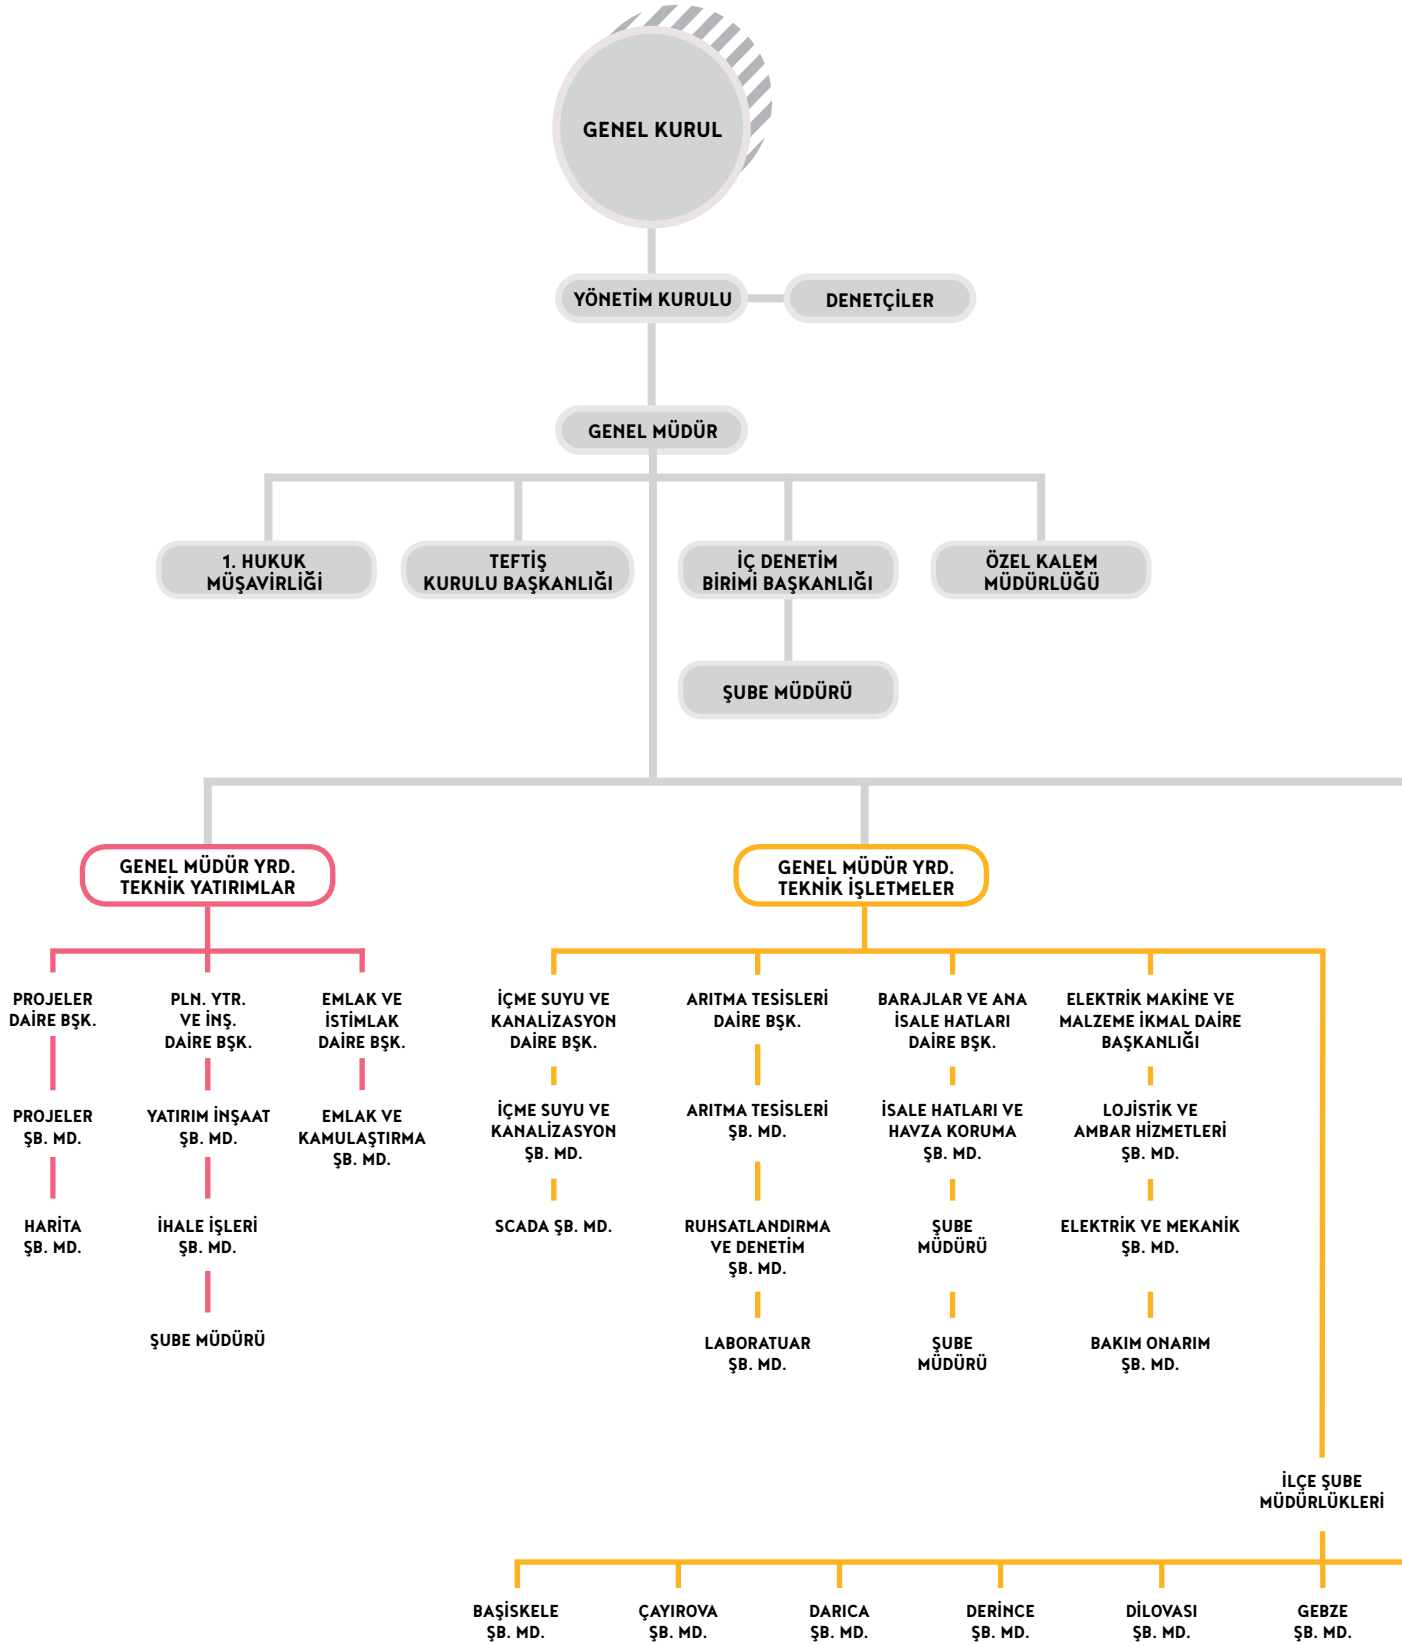 GENEL KURUL
YÖNETİM KURULU
DENETÇİLER
GENEL MÜDÜR
1. HUKUK
MÜŞAVİRLİĞİ
TEFTİŞ
KURULU BAŞKANLIĞI
İÇ DENETİM
BİRİMİ BAŞKANLIĞI
ÖZEL KALEM
MÜDÜRLÜĞÜ
ŞUBE MÜDÜRÜ
GENEL MÜDÜR YRD.
TEKNİK YATIRIMLAR
GENEL MÜDÜR YRD.
TEKNİK İŞLETMELER
PROJELER
DAİRE BŞK.
PLN. YTR.
VE İNŞ.
DAİRE BŞK.
EMLAK VE
İSTİMLAK
DAİRE BŞK.
İÇME SUYU VE
KANALİZASYON
DAİRE BŞK.
ARITMA TESİSLERİ
DAİRE BŞK.
BARAJLAR VE ANA
İSALE HATLARI
DAİRE BŞK.
ELEKTRİK MAKİNE VE
MALZEME İKMAL DAİRE
BAŞKANLIĞI
PROJELER
ŞB. MD.
YATIRIM İNŞAAT
ŞB. MD.
EMLAK VE
KAMULAŞTIRMA
ŞB. MD.
İÇME SUYU VE
KANALİZASYON
ŞB. MD.
ARITMA TESİSLERİ
ŞB. MD.
İSALE HATLARI VE
HAVZA KORUMA
ŞB. MD.
LOJİSTİK VE
AMBAR HİZMETLERİ
ŞB. MD.
HARİTA
ŞB. MD.
İHALE İŞLERİ
ŞB. MD.
SCADA ŞB. MD.
RUHSATLANDIRMA
VE DENETİM
ŞB. MD.
ŞUBE
MÜDÜRÜ
ELEKTRİK VE MEKANİK
ŞB. MD.
ŞUBE MÜDÜRÜ
LABORATUAR
ŞB. MD.
ŞUBE
MÜDÜRÜ
BAKIM ONARIM
ŞB. MD.
İLÇE ŞUBE
MÜDÜRLÜKLERİ
BAŞİSKELE
ŞB. MD.
ÇAYIROVA
ŞB. MD.
DARICA
ŞB. MD.
DERİNCE
ŞB. MD.
DİLOVASI
ŞB. MD.
GEBZE
ŞB. MD.